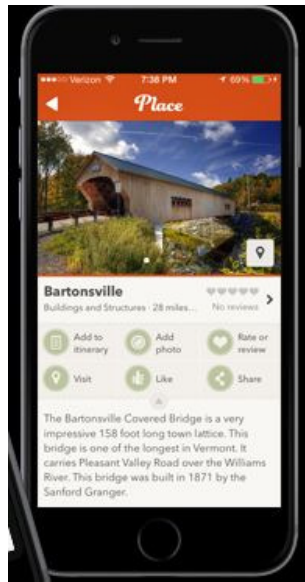 Verizon 7:38 PM 69%
Place
Bartonsville
Buildings and Structures · 28 miles...
No reviews
Add to
itinerary
Add
photo
Rate or
review
Visit
Like
Share
The Bartonsville Covered Bridge is a very
impressive 158 foot long town lattice. This
bridge is one of the longest in Vermont. It
carries Pleasant Valley Road over the Williams
River. This bridge was built in 1871 by the
Sanford Granger.